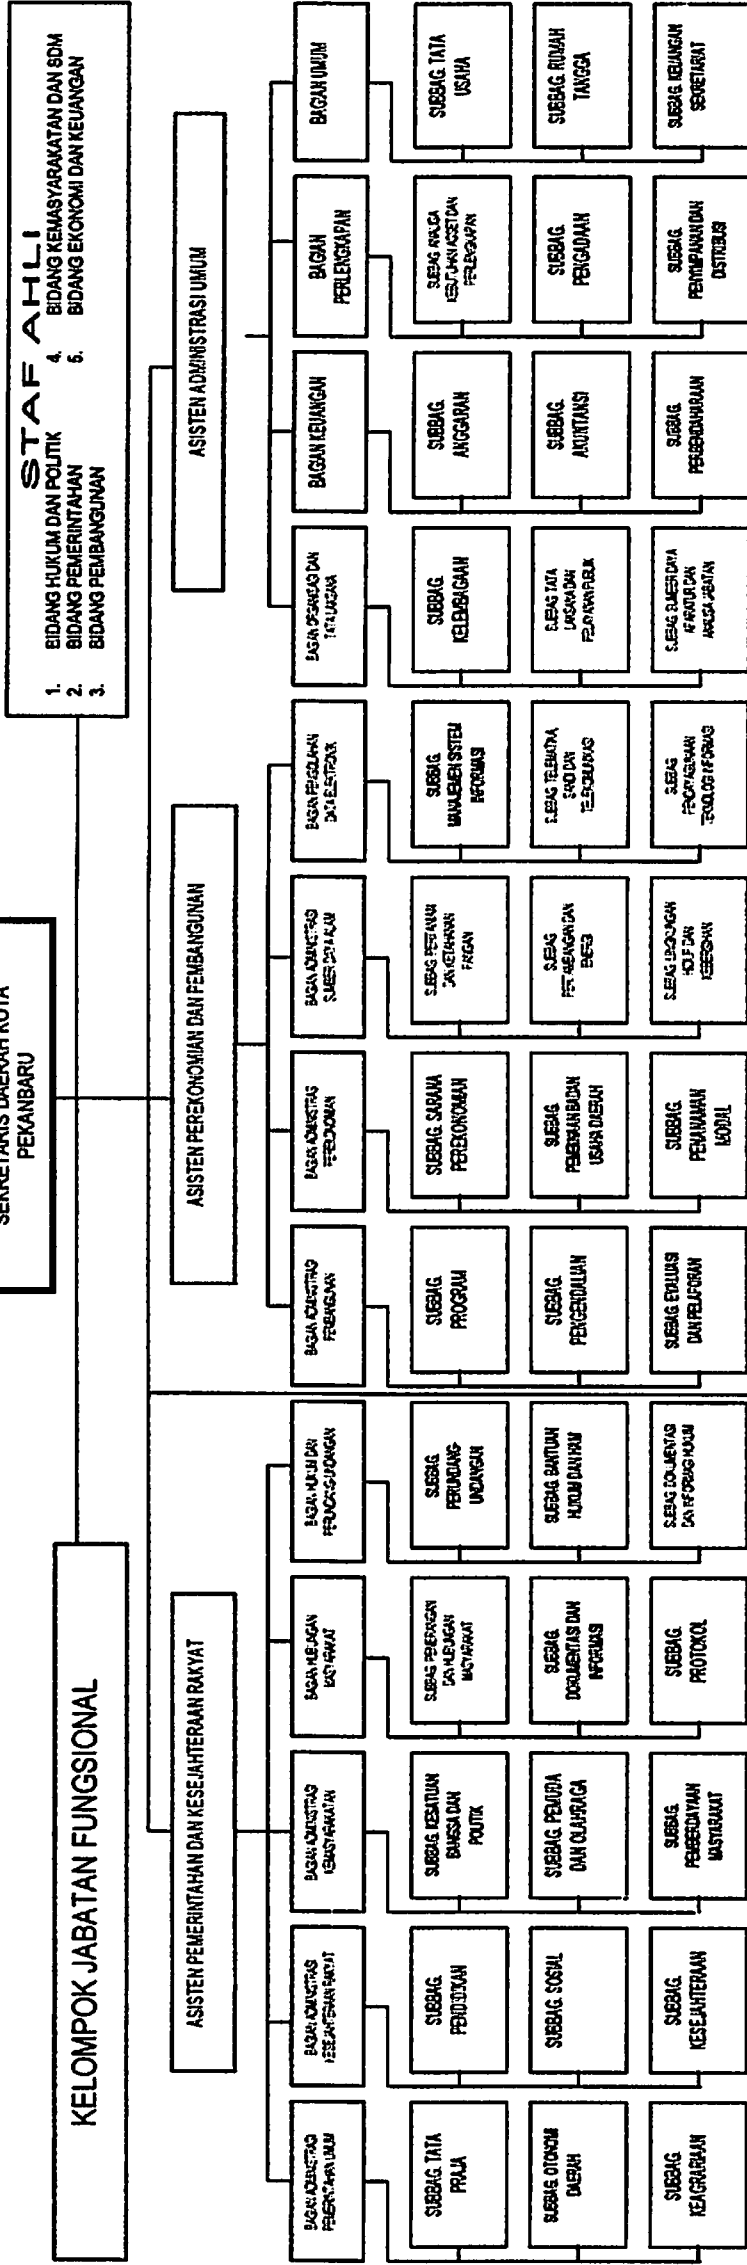 SEKRETARIS DAERAH KOTA
PEKANBARU
KELOMPOK JABATAN FUNGSIONAL
STAF AHLI
1. BIDANG HUKUM DAN POLITIK
2. BIDANG PEMERINTAHAN
3. BIDANG PEMBANGUNAN
4. BIDANG KEMASYARAKATAN DAN SDM
5. BIDANG EKONOMI DAN KEUANGAN
ASISTEN PEMERINTAHAN DAN KESEJAHTERAAN RAKYAT
ASISTEN PEREKONOMIAN DAN PEMBANGUNAN
ASISTEN ADMINISTRASI UMUM
BAGIAN ADMINISTRASI
PEMERINTAHAN UMUM
BAGIAN ADMINISTRASI
KESEJAHTERAAN RAKYAT
BAGIAN ADMINISTRASI
KEMASYARAKATAN
BAGIAN HUBUNGAN
MASYARAKAT
BAGIAN HUKUM DAN
PERUNDANG-UNDANGAN
BAGIAN ADMINISTRASI
PEMBANGUNAN
BAGIAN ADMINISTRASI
PEREKONOMIAN
BAGIAN ADMINISTRASI
SUMBER DAYA ALAM
BAGIAN PENGOLAHAN
DATA ELEKTRONIK
BAGIAN ORGANISASI DAN
TATA LAKSANA
BAGIAN KEUANGAN
BAGIAN
PERLENGKAPAN
BAGIAN UMUM
SUBBAG. TATA
PRAJA
SUBBAG.
PENDIDIKAN
SUBBAG. KESATUAN
BANGSA DAN
POLITIK
SUBBAG. PENERANGAN
DAN HUBUNGAN
MASYARAKAT
SUBBAG.
PERUNDANG-
UNDANGAN
SUBBAG.
PROGRAM
SUBBAG. SARANA
PEREKONOMIAN
SUBBAG. PERTANIAN
DAN KETAHANAN
PANGAN
SUBBAG.
MANAJEMEN SISTEM
INFORMASI
SUBBAG.
KELEMBAGAAN
SUBBAG.
ANGGARAN
SUBBAG. ANALISA
KEBUTUHAN ASSET DAN
PERLENGKAPAN
SUBBAG. TATA
USAHA
SUBBAG. OTONOMI
DAERAH
SUBBAG. SOSIAL
SUBBAG. PEMUDA
DAN OLAHRAGA
SUBBAG.
DOKUMENTASI DAN
INFORMASI
SUBBAG. BANTUAN
HUKUM DAN HAM
SUBBAG.
PENGENDALIAN
SUBBAG.
PEMBINAAN BADAN
USAHA DAERAH
SUBBAG.
PERTAMBANGAN DAN
ENERGI
SUBBAG. TELEMATIKA,
SANDI DAN
TELEKOMUNIKASI
SUBBAG. TATA
LAKSANA DAN
PELAYANAN PUBLIK
SUBBAG.
AKUNTANSI
SUBBAG.
PENGADAAN
SUBBAG. RUMAH
TANGGA
SUBBAG.
KEAGRARIAAN
SUBBAG.
KESEJAHTERAAN
SUBBAG.
PEMBERDAYAAN
MASYARAKAT
SUBBAG.
PROTOKOL
SUBBAG. DOKUMENTASI
DAN INFORMASI HUKUM
SUBBAG. EVALUASI
DAN PELAPORAN
SUBBAG.
PENANAMAN
MODAL
SUBBAG. LINGKUNGAN
HIDUP DAN
KEBERSIHAN
SUBBAG.
PENDAYAGUNAAN
TEKNOLOGI INFORMASI
SUBBAG. SUMBER DAYA
APARATUR DAN
ANALISA JABATAN
SUBBAG.
PERBENDAHARAAN
SUBBAG.
PENYIMPANAN DAN
DISTRIBUSI
SUBBAG. KEUANGAN
SEKRETARIAT